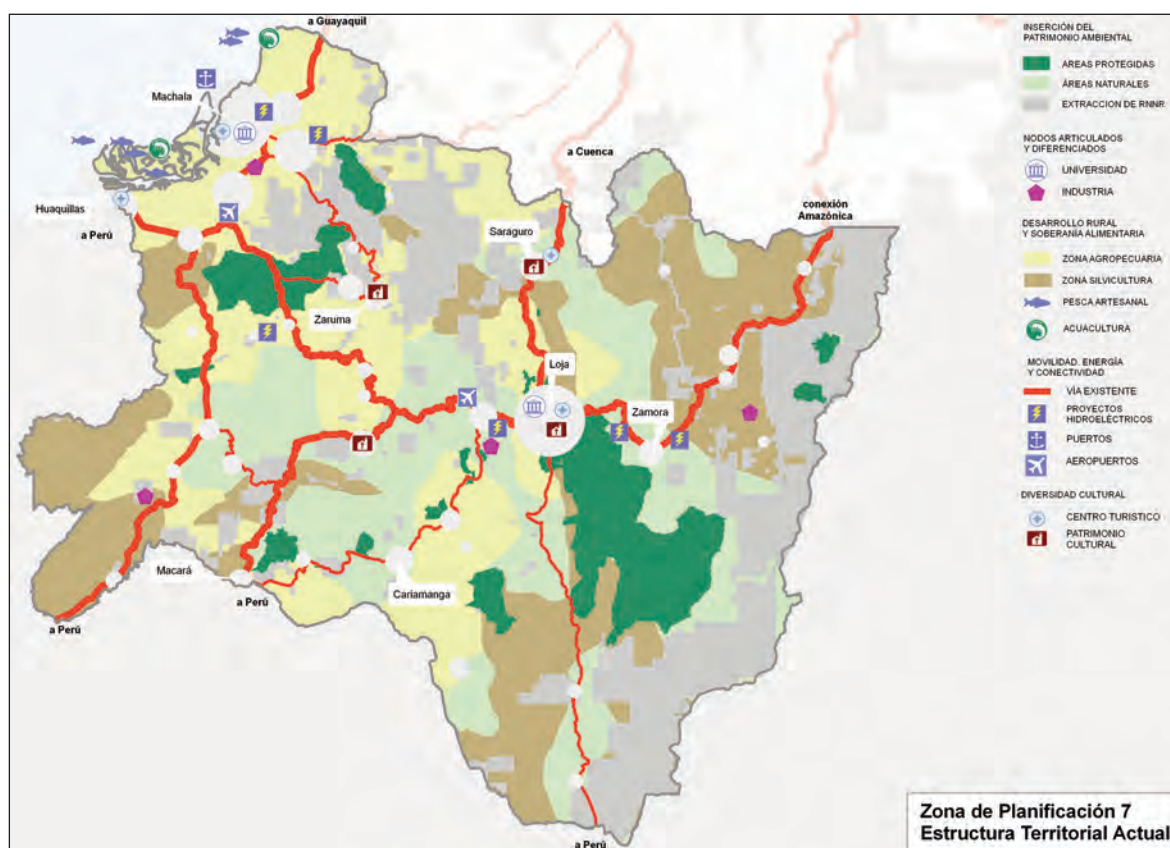 a Guayaquil
Machala
a Cuenca
conexión
Amazónica
Huaquillas
a Perú
Saraguro
Zaruma
Loja
Zamora
Macará
a Perú
Cariamanga
a Perú
a Perú
INSERCIÓN DEL
PATRIMONIO AMBIENTAL
ÁREAS PROTEGIDAS
ÁREAS NATURALES
EXTRACCION DE RNNR
NODOS ARTICULADOS
Y DIFERENCIADOS
UNIVERSIDAD
INDUSTRIA
DESARROLLO RURAL
Y SOBERANÍA ALIMENTARIA
ZONA AGROPECUARIA
ZONA SILVICULTURA
PESCA ARTESANAL
ACUACULTURA
MOVILIDAD, ENERGÍA
Y CONECTIVIDAD
VÍA EXISTENTE
PROYECTOS
HIDROELÉCTRICOS
PUERTOS
AEROPUERTOS
DIVERSIDAD CULTURAL
CENTRO TURISTICO
PATRIMONIO
CULTURAL
Zona de Planificación 7
Estructura Territorial Actual